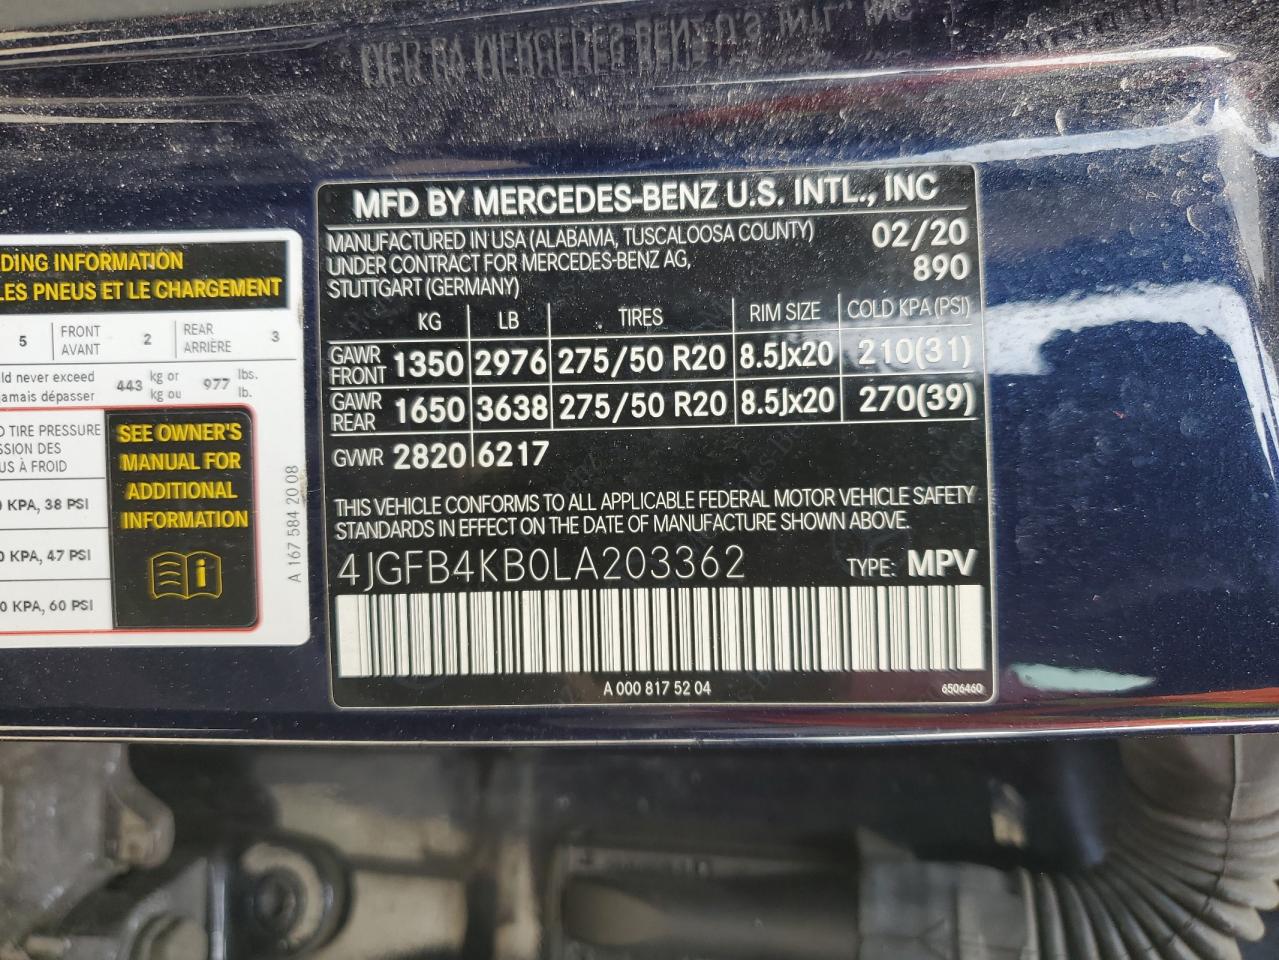 MFD BY MERCEDES-BENZ U.S. INTL., INC
MANUFACTURED IN USA (ALABAMA, TUSCALOOSA COUNTY) 02/20
UNDER CONTRACT FOR MERCEDES-BENZ AG, 890
STUTTGART (GERMANY)
KG LB TIRES RIM SIZE COLD KPA (PSI)
GAWR FRONT 1350 2976 275/50 R20 8.5Jx20 210(31)
GAWR REAR 1650 3638 275/50 R20 8.5Jx20 270(39)
GVWR 2820 6217
THIS VEHICLE CONFORMS TO ALL APPLICABLE FEDERAL MOTOR VEHICLE SAFETY
STANDARDS IN EFFECT ON THE DATE OF MANUFACTURE SHOWN ABOVE.
4JGFB4KB0LA203362 TYPE: MPV
A 000 817 52 04 6506460
DING INFORMATION
LES PNEUS ET LE CHARGEMENT
5 FRONT AVANT 2 REAR ARRIÈRE 3
ld never exceed 443 kg or 977 lbs.
jamais dépasser kg ou lb.
D TIRE PRESSURE
SSION DES
US À FROID
0 KPA, 38 PSI
0 KPA, 47 PSI
0 KPA, 60 PSI
SEE OWNER'S
MANUAL FOR
ADDITIONAL
INFORMATION
i
A 167 584 20 08